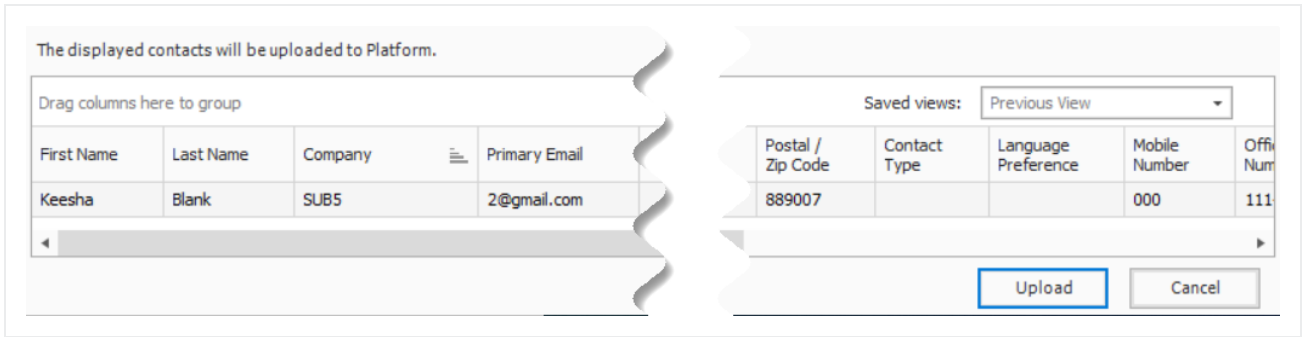 The displayed contacts will be uploaded to Platform.
Drag columns here to group
Saved views: Previous View
First Name Last Name Company Primary Email Postal / Zip Code Contact Type Language Preference Mobile Number
Keesha Blank SUB5 2@gmail.com 889007 000 111-
Upload Cancel